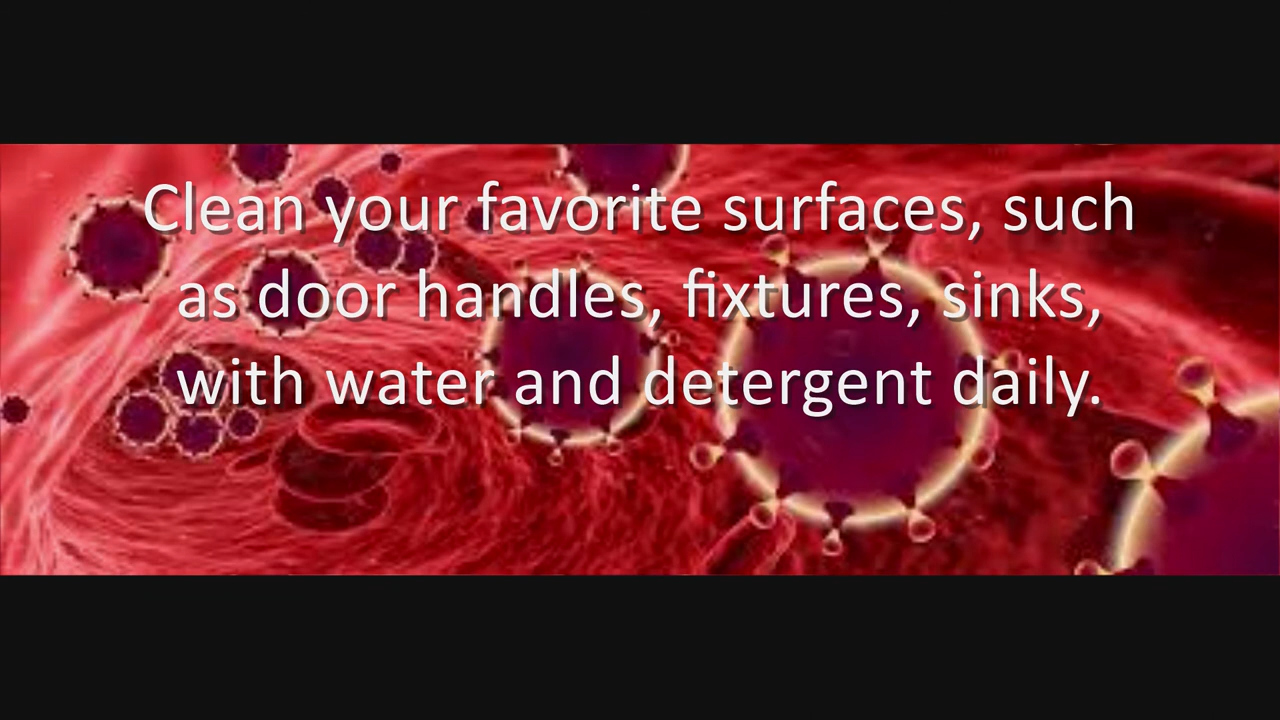 Clean your favorite surfaces, such
as door handles, fixtures, sinks,
with water and detergent daily.